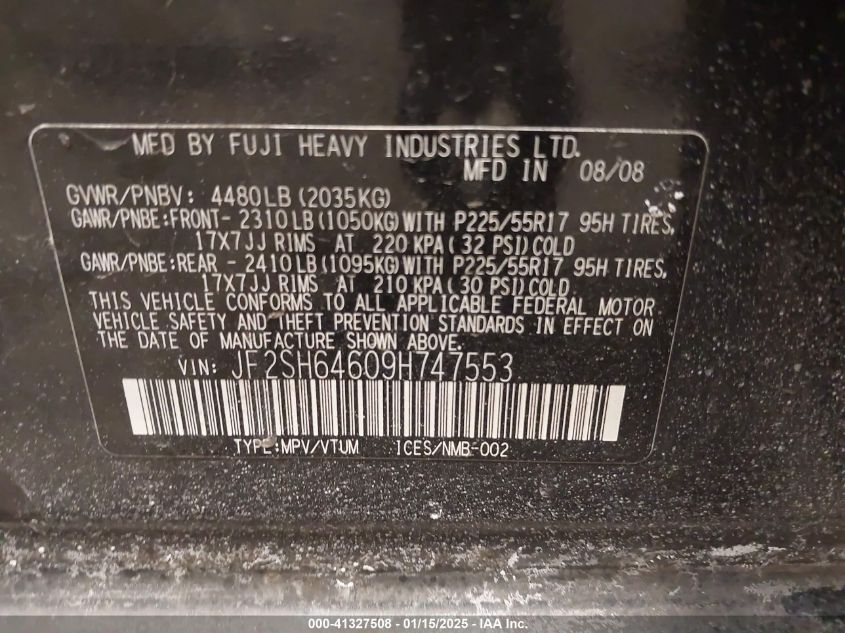 MFD BY FUJI HEAVY INDUSTRIES LTD.
MFD IN 08/08
GVWR/PNBV: 4480LB (2035KG)
GAWR/PNBE:FRONT- 2310LB(1050KG)WITH P225/55R17 95H TIRES,
17X7JJ RIMS AT 220 KPA( 32 PSI)COLD
GAWR/PNBE:REAR - 2410LB(1095KG)WITH P225/55R17 95H TIRES,
17X7JJ RIMS AT 210 KPA( 30 PSI)COLD
THIS VEHICLE CONFORMS TO ALL APPLICABLE FEDERAL MOTOR
VEHICLE SAFETY AND THEFT PREVENTION STANDARDS IN EFFECT ON
THE DATE OF MANUFACTURE SHOWN ABOVE.
VIN: JF2SH64609H747553
TYPE:MPV/VTUM ICES/NMB-002
000-41327508 - 01/15/2025 - IAA Inc.